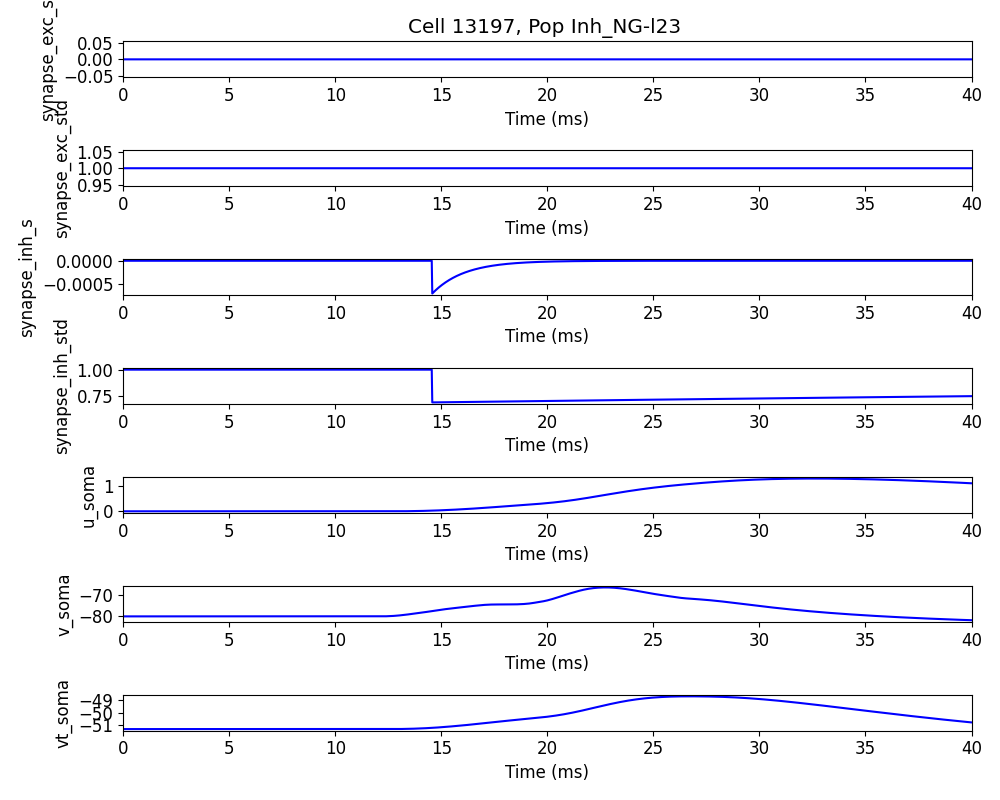 Cell 13197, Pop Inh_NG-l23
synapse_exc_s
0.05
0.00
−0.05
0 5 10 15 20 25 30 35 40
Time (ms)
synapse_exc_std
1.05
1.00
0.95
0 5 10 15 20 25 30 35 40
Time (ms)
synapse_inh_s
0.0000
−0.0005
0 5 10 15 20 25 30 35 40
Time (ms)
synapse_inh_std
1.00
0.75
0 5 10 15 20 25 30 35 40
Time (ms)
u_soma
1
0
0 5 10 15 20 25 30 35 40
Time (ms)
v_soma
−70
−80
0 5 10 15 20 25 30 35 40
Time (ms)
vt_soma
−49
−50
−51
0 5 10 15 20 25 30 35 40
Time (ms)